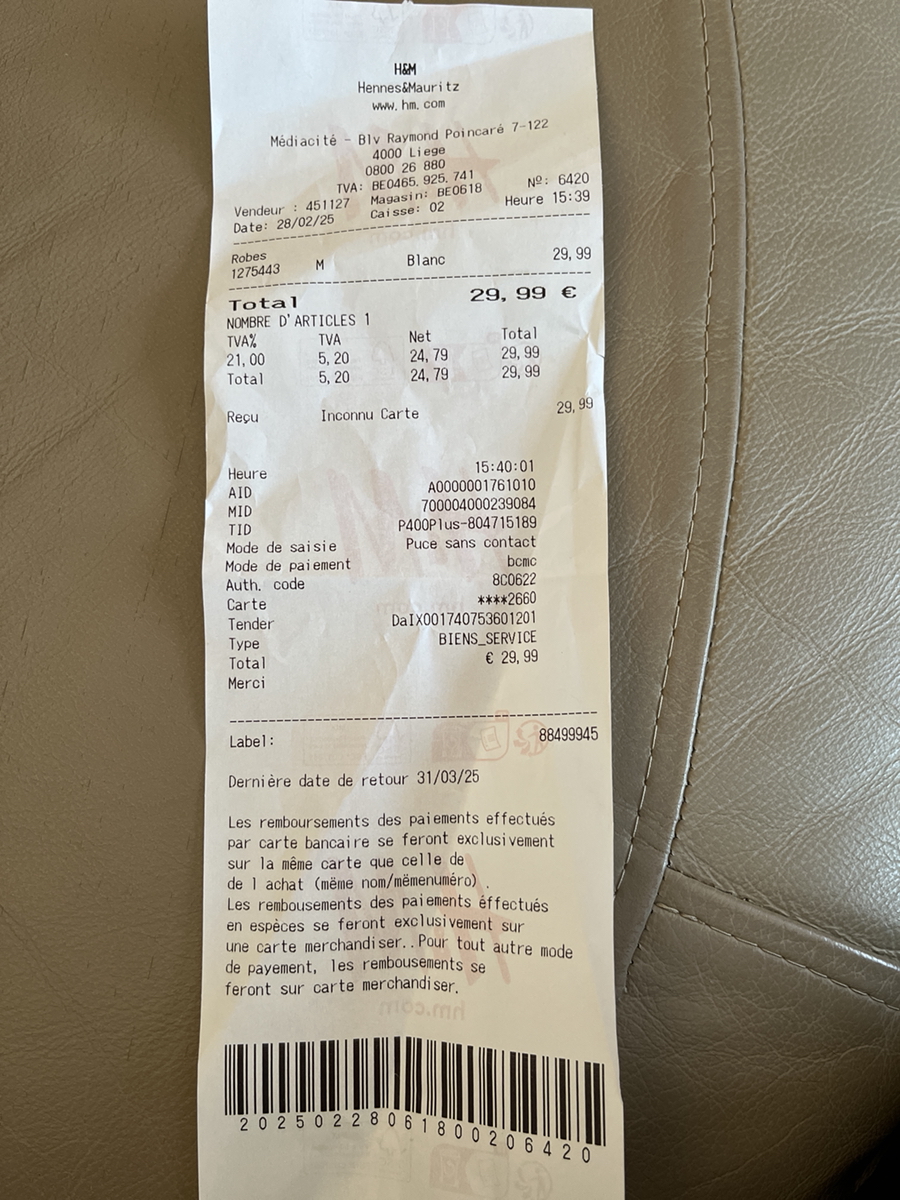 H&M
Hennes&Mauritz
www.hm.com
Médiacité - Blv Raymond Poincaré 7-122
4000 Liege
0800 26 880
TVA: BE0465.925.741
Vendeur : 451127 Magasin: BE0618 Nº: 6420
Date: 28/02/25 Caisse: 02 Heure 15:39
Robes
1275443 M Blanc 29,99
Total 29,99 €
NOMBRE D'ARTICLES 1
TVA% TVA Net Total
21,00 5,20 24,79 29,99
Total 5,20 24,79 29,99
Reçu Inconnu Carte 29,99
Heure 15:40:01
AID A0000001761010
MID 700004000239084
TID P400Plus-804715189
Mode de saisie Puce sans contact
Mode de paiement bcmc
Auth. code 8C0622
Carte ****2660
Tender DaIX001740753601201
Type BIENS_SERVICE
Total € 29,99
Merci
Label: 88499945
Dernière date de retour 31/03/25
Les remboursements des paiements effectués
par carte bancaire se feront exclusivement
sur la même carte que celle de
de l achat (mëme nom/mëmenuméro) .
Les rembousements des paiements éffectués
en espèces se feront exclusivement sur
une carte merchandiser..Pour tout autre mode
de payement, les rembousements se
feront sur carte merchandiser.
hm.com
20250228061800206420